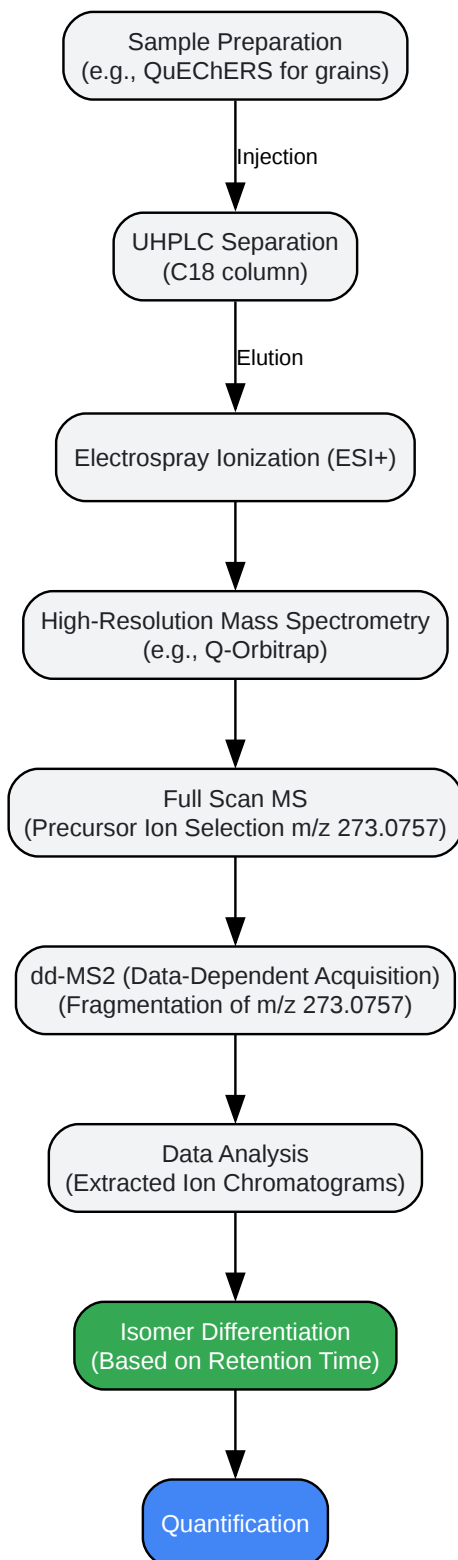 Sample Preparation
(e.g., QuEChERS for grains)
Injection
UHPLC Separation
(C18 column)
Elution
Electrospray Ionization (ESI+)
High-Resolution Mass Spectrometry
(e.g., Q-Orbitrap)
Full Scan MS
(Precursor Ion Selection m/z 273.0757)
dd-MS2 (Data-Dependent Acquisition)
(Fragmentation of m/z 273.0757)
Data Analysis
(Extracted Ion Chromatograms)
Isomer Differentiation
(Based on Retention Time)
Quantification